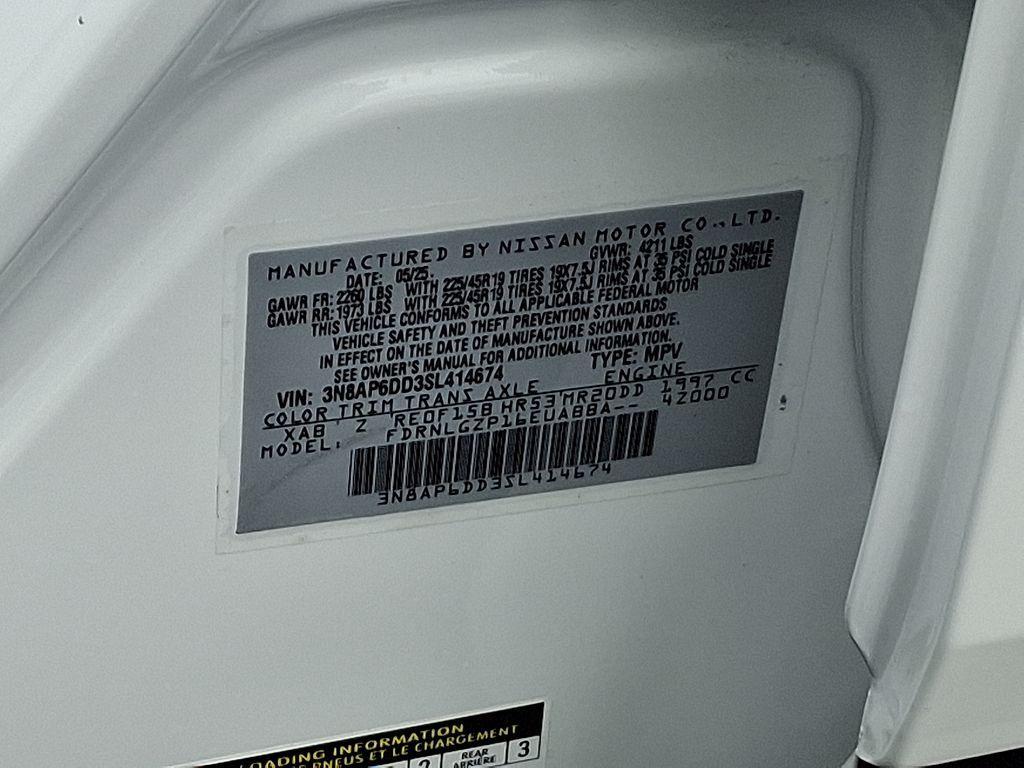 MANUFACTURED BY NISSAN MOTOR CO.,LTD.
DATE: 05/25. GVWR: 4211 LBS
GAWR FR: 2260 LBS WITH 225/45R19 TIRES 19X7.5J RIMS AT 36 PSI COLD SINGLE
GAWR RR: 1973 LBS WITH 225/45R19 TIRES 19X7.5J RIMS AT 36 PSI COLD SINGLE
THIS VEHICLE CONFORMS TO ALL APPLICABLE FEDERAL MOTOR
VEHICLE SAFETY AND THEFT PREVENTION STANDARDS
IN EFFECT ON THE DATE OF MANUFACTURE SHOWN ABOVE.
SEE OWNER'S MANUAL FOR ADDITIONAL INFORMATION.
VIN: 3N8AP6DD3SL414674 TYPE: MPV
COLOR TRIM TRANS AXLE ENGINE
XAB Z RE0F15B HR53 MR20DD 1997 CC
MODEL: FDRNLGZP16EUA88A-- 4Z000
3N8AP6DD3SL414674
LOADING INFORMATION
PNEUS ET LE CHARGEMENT
2 REAR 3
ARRIÈRE